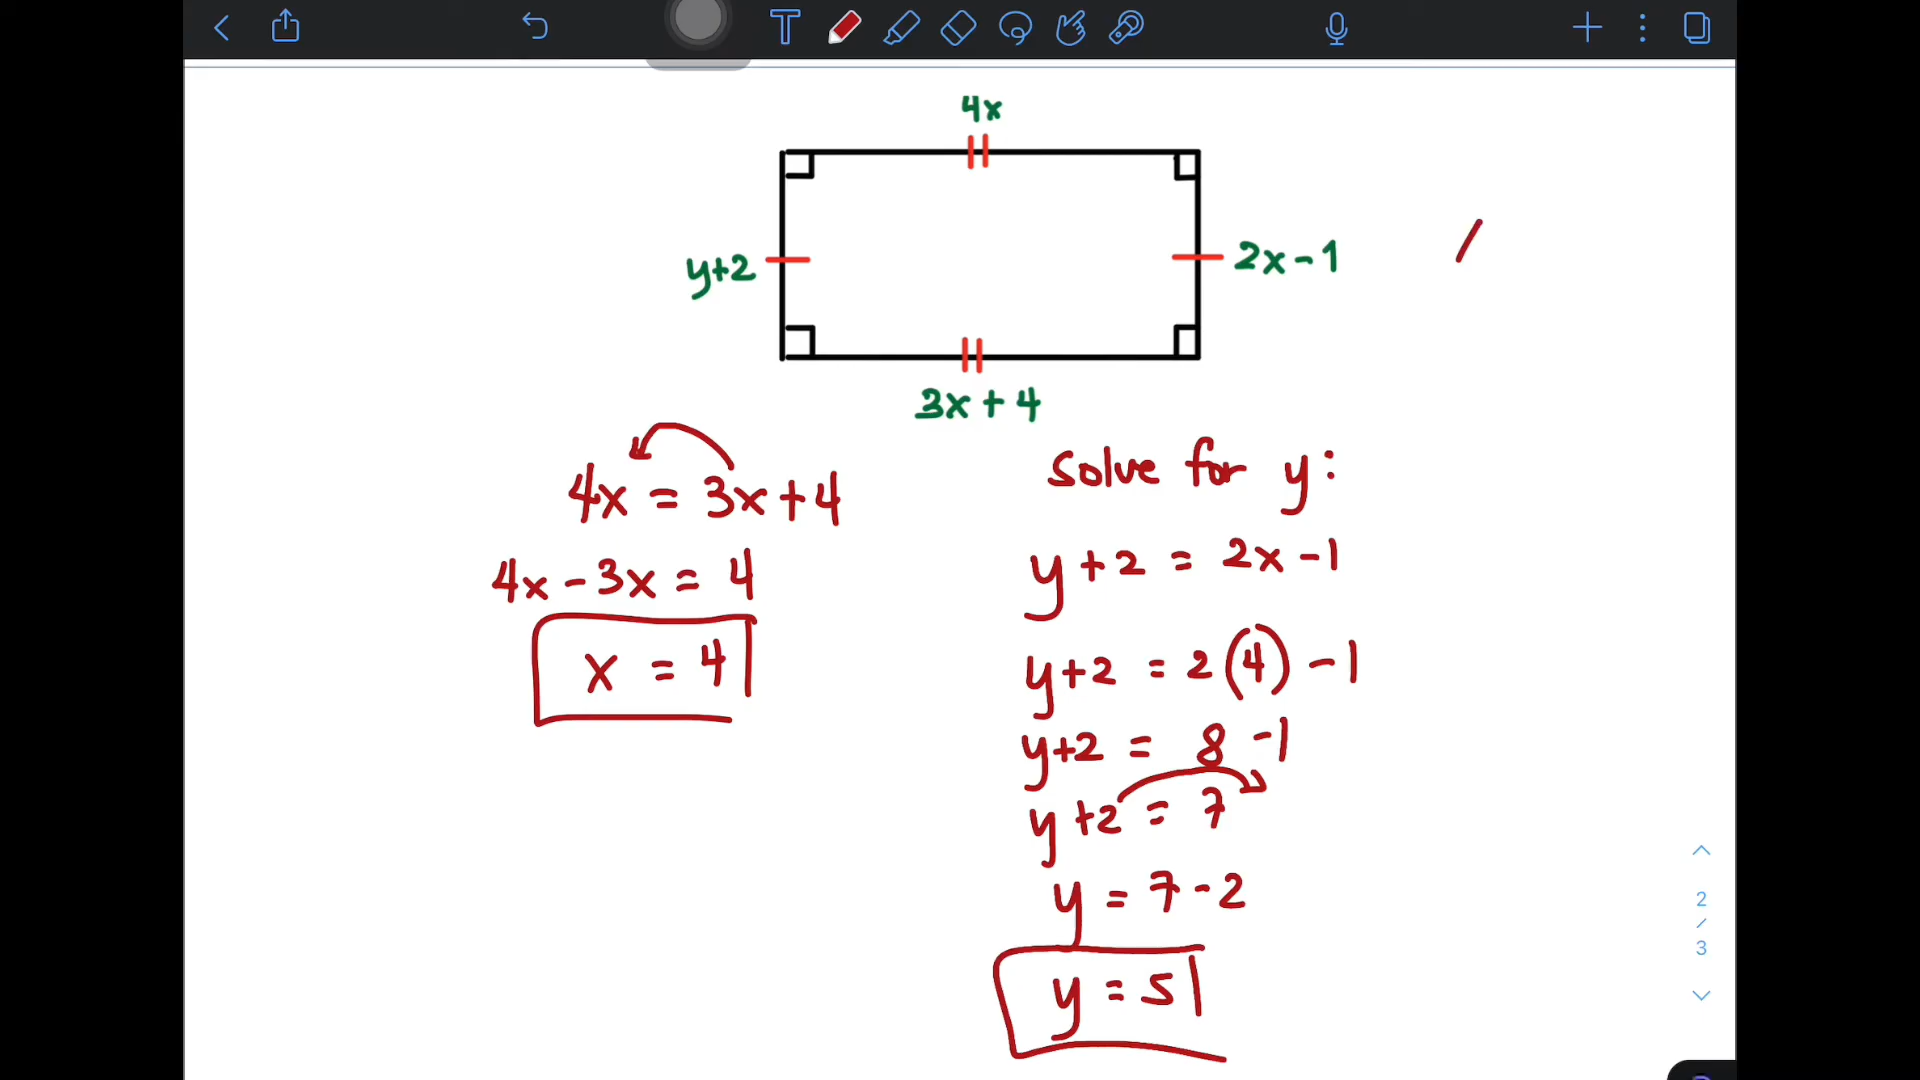 4x
y+2
2x-1
3x+4
4x = 3x+4
4x-3x = 4
x = 4
solve for y:
y+2 = 2x-1
y+2 = 2(4)-1
y+2 = 8-1
y+2 = 7
y = 7-2
y = 5
2
/
3